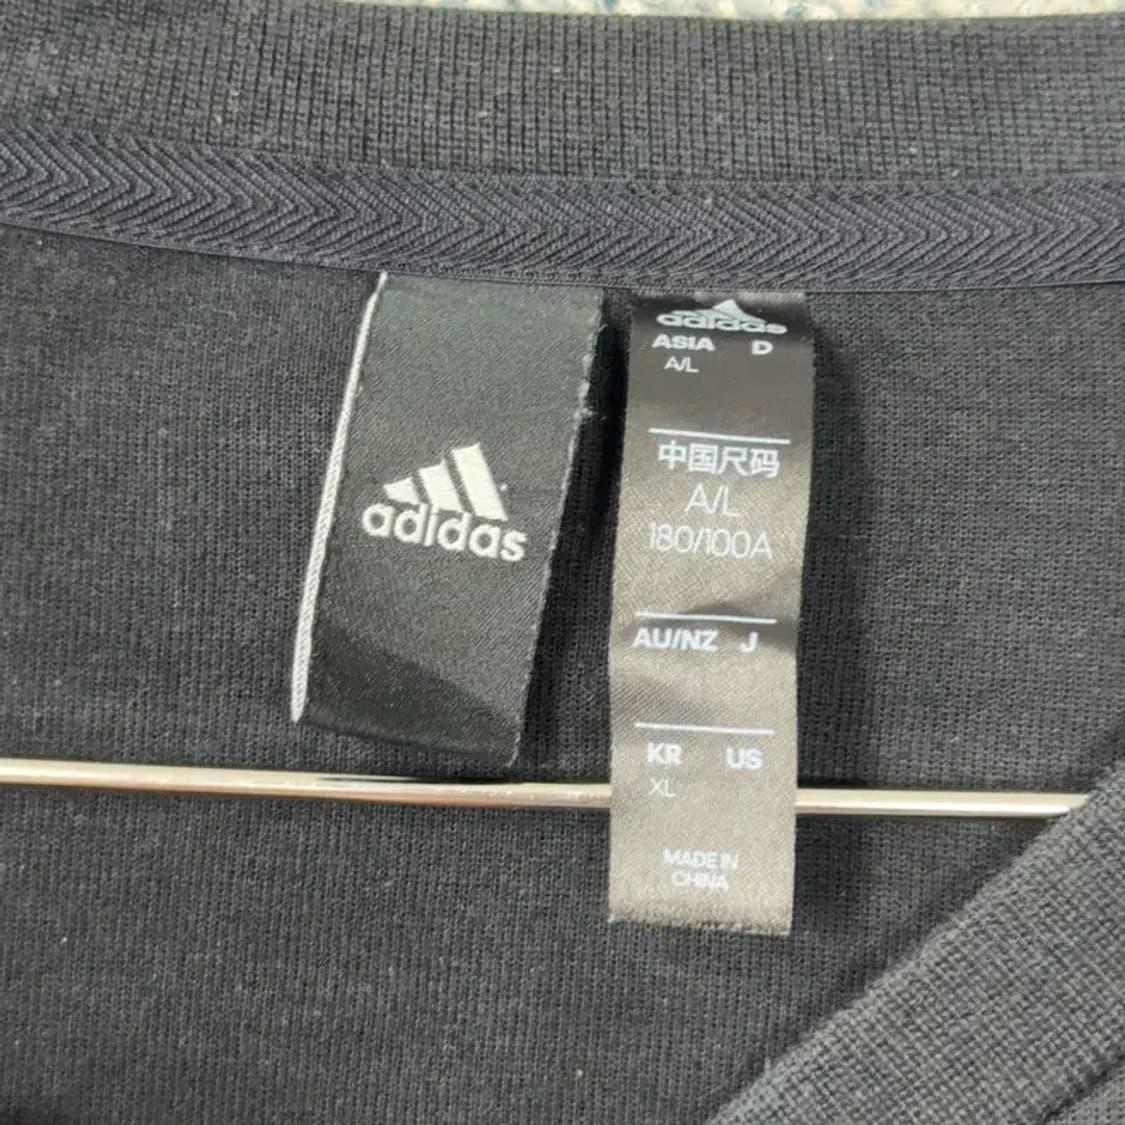 adidas
adidas
ASIA D
A/L
中国尺码
A/L
180/100A
AU/NZ J
KR US
XL
MADE IN
CHINA